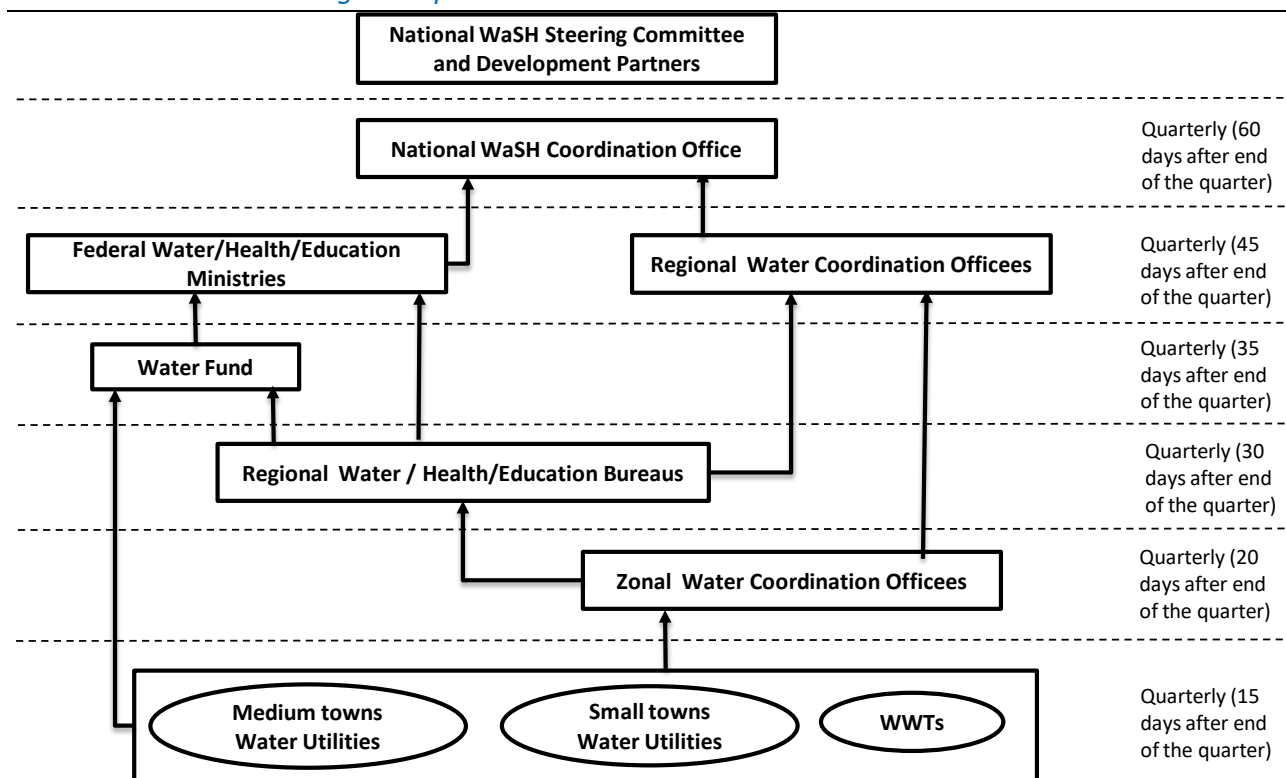 National WaSH Steering Committee
and Development Partners
National WaSH Coordination Office
Quarterly (60
days after end
of the quarter)
Federal Water/Health/Education
Ministries
Regional Water Coordination Officees
Quarterly (45
days after end
of the quarter)
Water Fund
Quarterly (35
days after end
of the quarter)
Regional Water / Health/Education Bureaus
Quarterly (30
days after end
of the quarter)
Zonal Water Coordination Officees
Quarterly (20
days after end
of the quarter)
Medium towns
Water Utilities
Small towns
Water Utilities
WWTs
Quarterly (15
days after end
of the quarter)